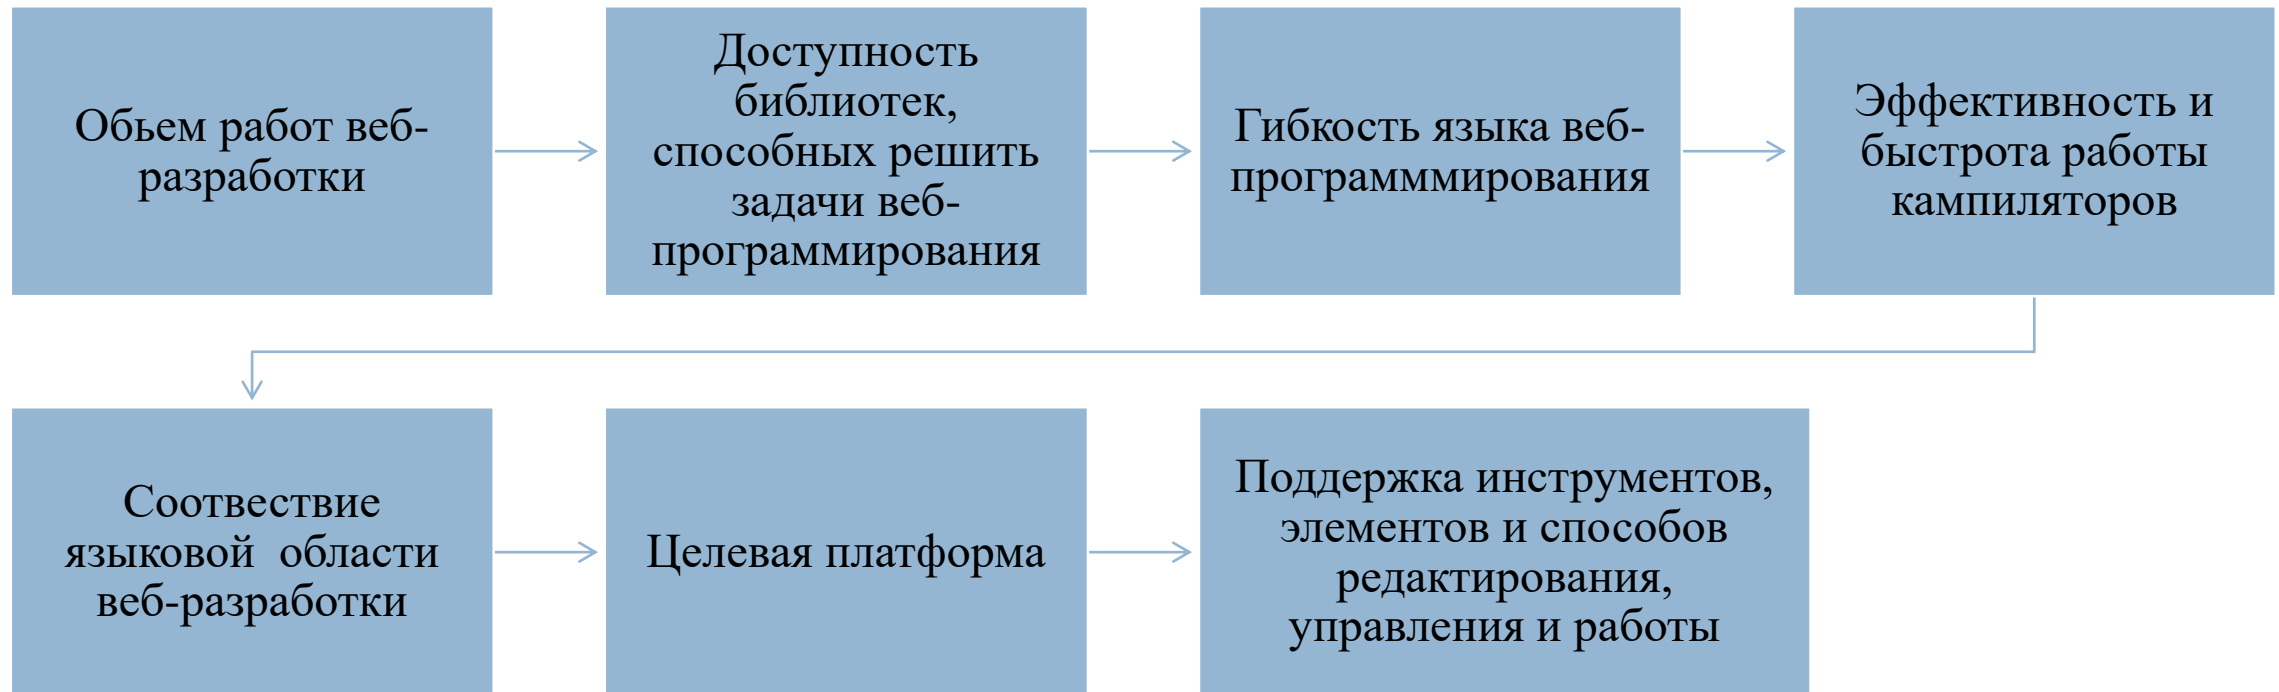 Обьем работ веб-
разработки
Доступность
библиотек,
способных решить
задачи веб-
программирования
Гибкость языка веб-
программмирования
Эффективность и
быстрота работы
кампиляторов
Соотвествие
языковой  области
веб-разработки
Целевая платформа
Поддержка инструментов,
элементов и способов
редактирования,
управления и работы